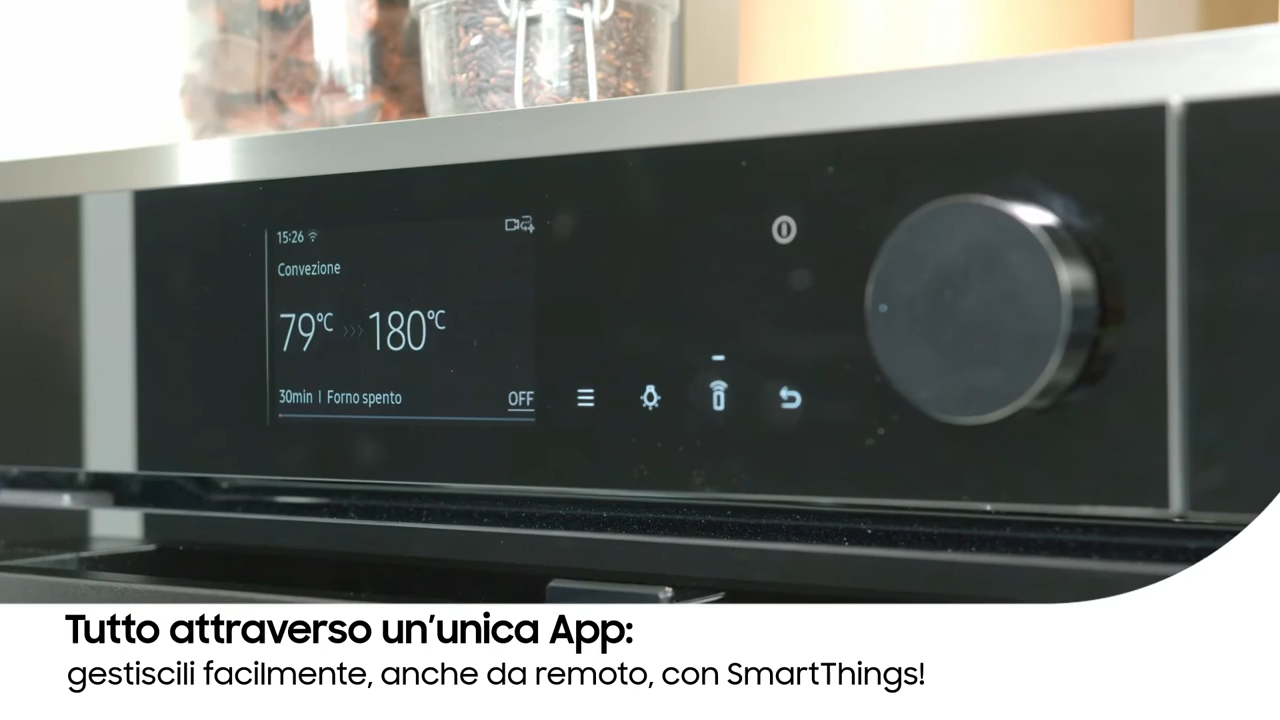 15:26
Convezione
79°C >>> 180°C
30min | Forno spento OFF
Tutto attraverso un'unica App:
gestiscili facilmente, anche da remoto, con SmartThings!